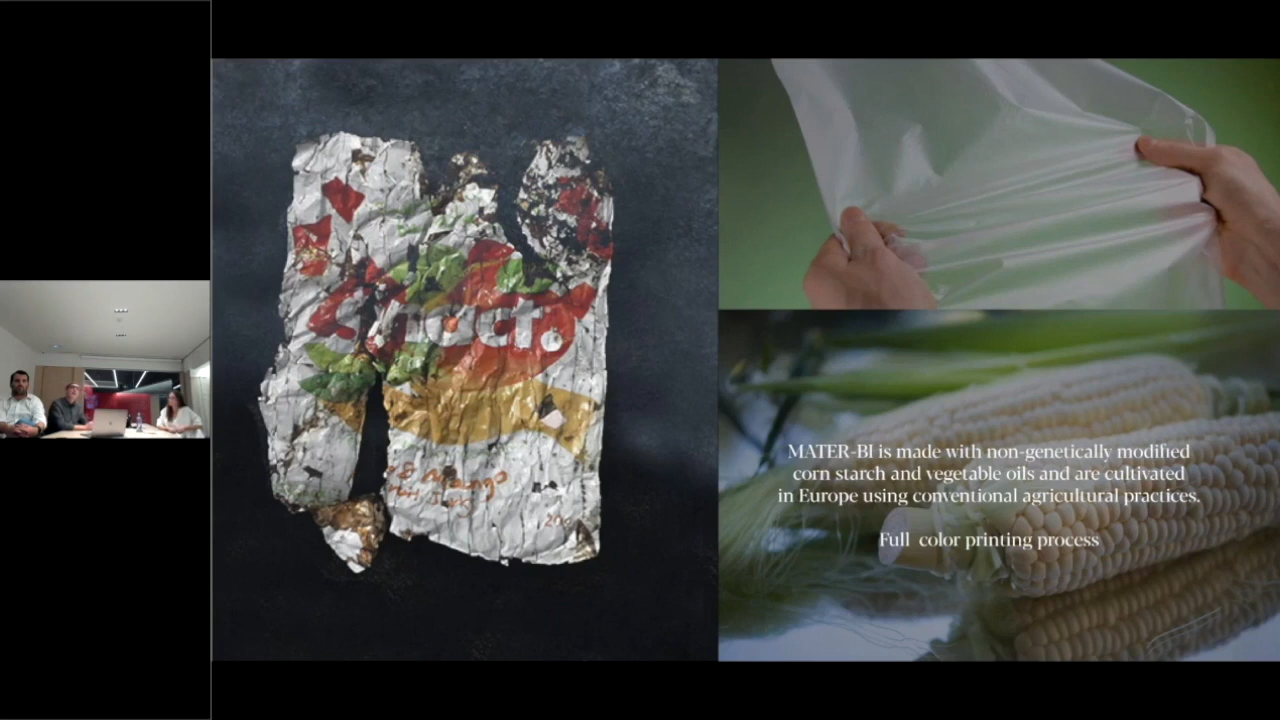 MATER-BI is made with non-genetically modified
corn starch and vegetable oils and are cultivated
in Europe using conventional agricultural practices.
Full color printing process